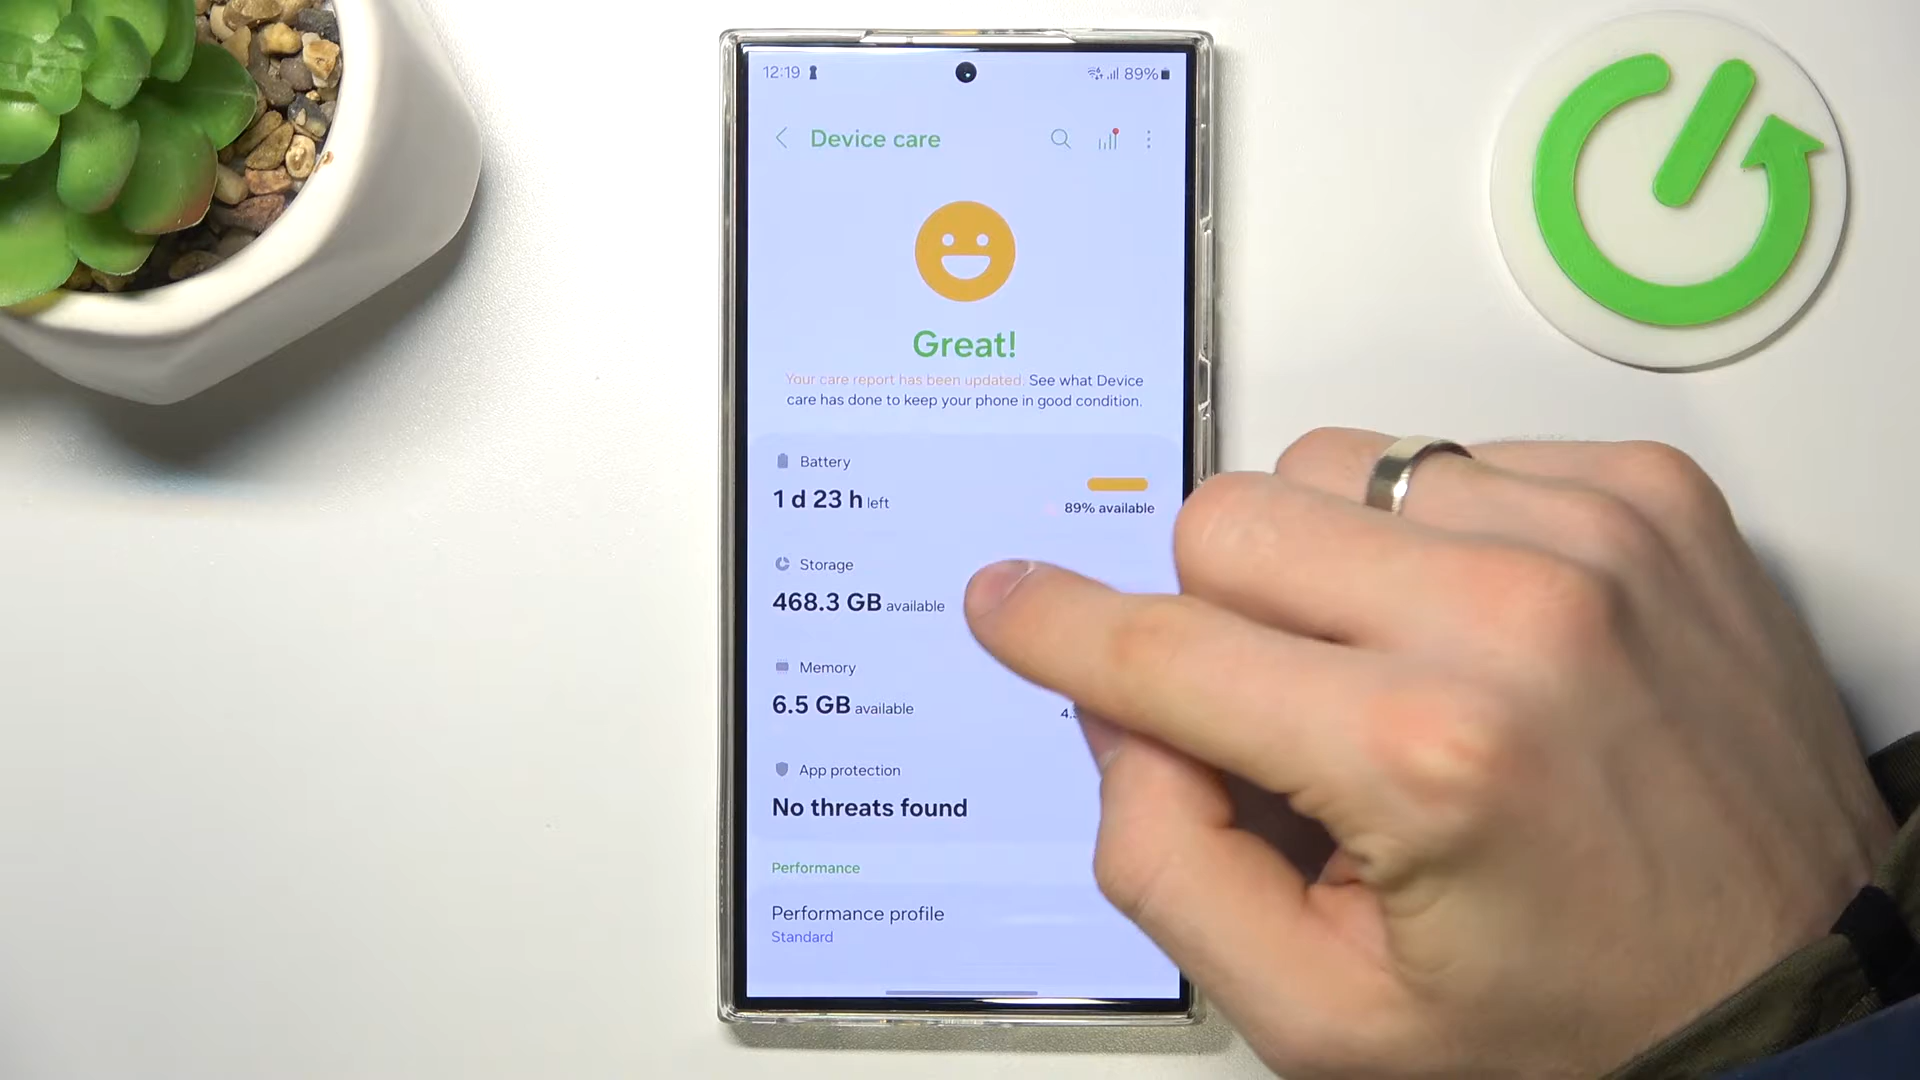 12:19 89%
Device care
Great!
Your care report has been updated. See what Device
care has done to keep your phone in good condition.
Battery
1 d 23 h left
89% available
Storage
468.3 GB available
Memory
6.5 GB available
App protection
No threats found
Performance
Performance profile
Standard